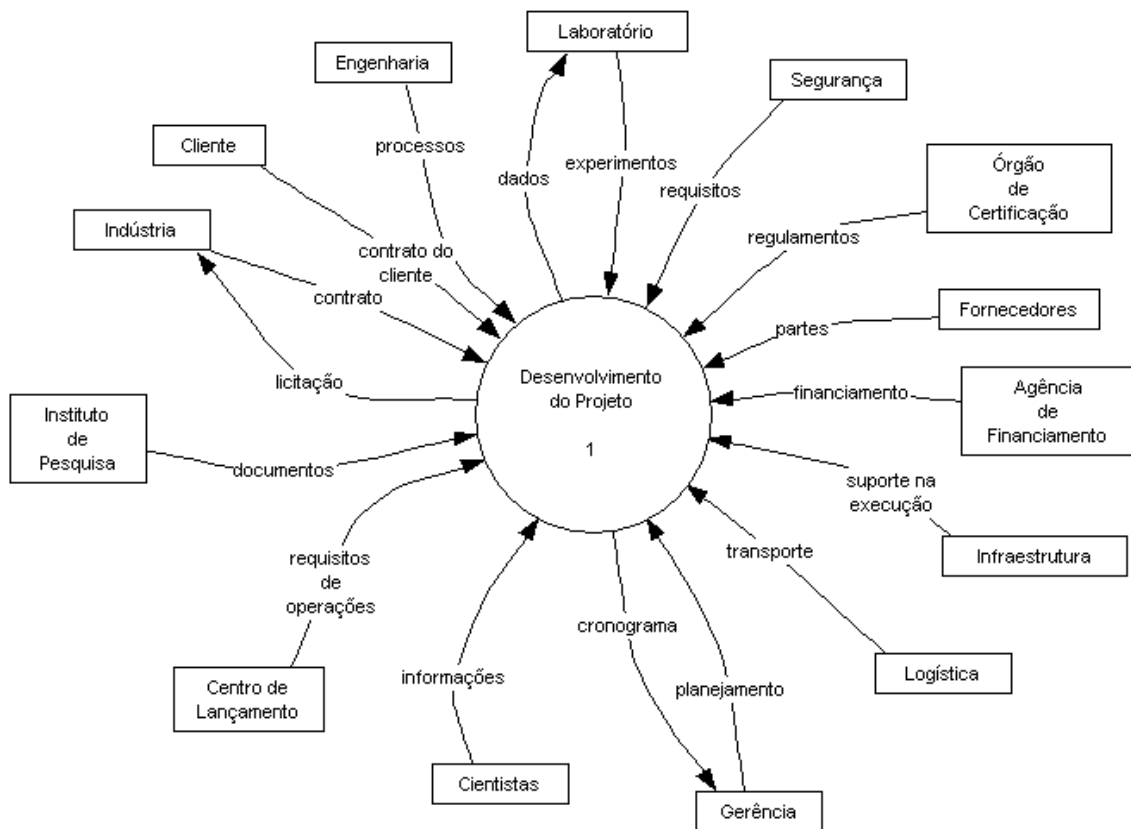 Laboratório
Engenharia
Segurança
Cliente
processos
dados
experimentos
requisitos
Órgão
de
Certificação
Indústria
contrato do
cliente
regulamentos
contrato
Fornecedores
partes
licitação
Desenvolvimento
do Projeto
1
financiamento
Agência
de
Financiamento
Instituto
de
Pesquisa
documentos
suporte na
execução
Infraestrutura
requisitos
de
operações
transporte
cronograma
informações
planejamento
Logística
Centro de
Lançamento
Cientistas
Gerência